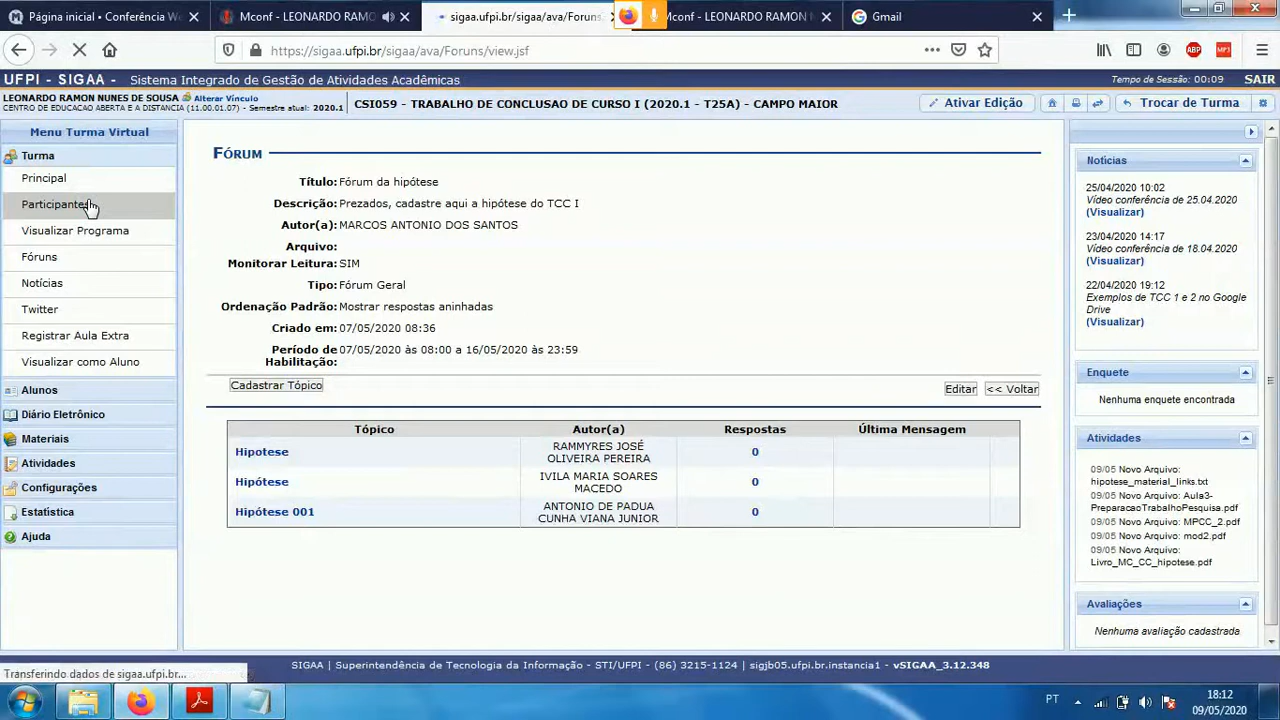 Página inicial • Conferência We
Mconf - LEONARDO RAMO
sigaa.ufpi.br/sigaa/ava/Foruns/
Mconf - LEONARDO RAMON N
Gmail
https://sigaa.ufpi.br/sigaa/ava/Foruns/view.jsf
ABP
MP3
UFPI - SIGAA - Sistema Integrado de Gestão de Atividades Acadêmicas
Tempo de Sessão: 00:09
SAIR
LEONARDO RAMON NUNES DE SOUSA Alterar Vínculo
CENTRO DE EDUCACAO ABERTA E A DISTANCIA (11.00.01.07) - Semestre atual: 2020.1
CSI059 - TRABALHO DE CONCLUSAO DE CURSO I (2020.1 - T25A) - CAMPO MAIOR
Ativar Edição
Trocar de Turma
Menu Turma Virtual
Turma
Principal
Participantes
Visualizar Programa
Fóruns
Notícias
Twitter
Registrar Aula Extra
Visualizar como Aluno
Alunos
Diário Eletrônico
Materiais
Atividades
Configurações
Estatistica
Ajuda
FÓRUM
Título: Fórum da hipótese
Descrição: Prezados, cadastre aqui a hipótese do TCC I
Autor(a): MARCOS ANTONIO DOS SANTOS
Arquivo:
Monitorar Leitura: SIM
Tipo: Fórum Geral
Ordenação Padrão: Mostrar respostas aninhadas
Criado em: 07/05/2020 08:36
Período de Habilitação: 07/05/2020 às 08:00 a 16/05/2020 às 23:59
Cadastrar Tópico
Editar
<< Voltar
Tópico Autor(a) Respostas Última Mensagem
Hipotese RAMMYRES JOSÉ OLIVEIRA PEREIRA 0
Hipótese IVILA MARIA SOARES MACEDO 0
Hipótese 001 ANTONIO DE PADUA CUNHA VIANA JUNIOR 0
Notícias
25/04/2020 10:02
Vídeo conferência de 25.04.2020
(Visualizar)
23/04/2020 14:17
Vídeo conferência de 18.04.2020
(Visualizar)
22/04/2020 19:12
Exemplos de TCC 1 e 2 no Google
Drive
(Visualizar)
Enquete
Nenhuma enquete encontrada
Atividades
09/05 Novo Arquivo:
hipotese_material_links.txt
09/05 Novo Arquivo: Aula3-
PreparacaoTrabalhoPesquisa.pdf
09/05 Novo Arquivo: MPCC_2.pdf
09/05 Novo Arquivo: mod2.pdf
09/05 Novo Arquivo:
Livro_MC_CC_hipotese.pdf
Avaliações
Nenhuma avaliação cadastrada
Transferindo dados de sigaa.ufpi.br...
SIGAA | Superintendência de Tecnologia da Informação - STI/UFPI - (86) 3215-1124 | sigjb05.ufpi.br.instancia1 - vSIGAA_3.12.348
PT
18:12
09/05/2020